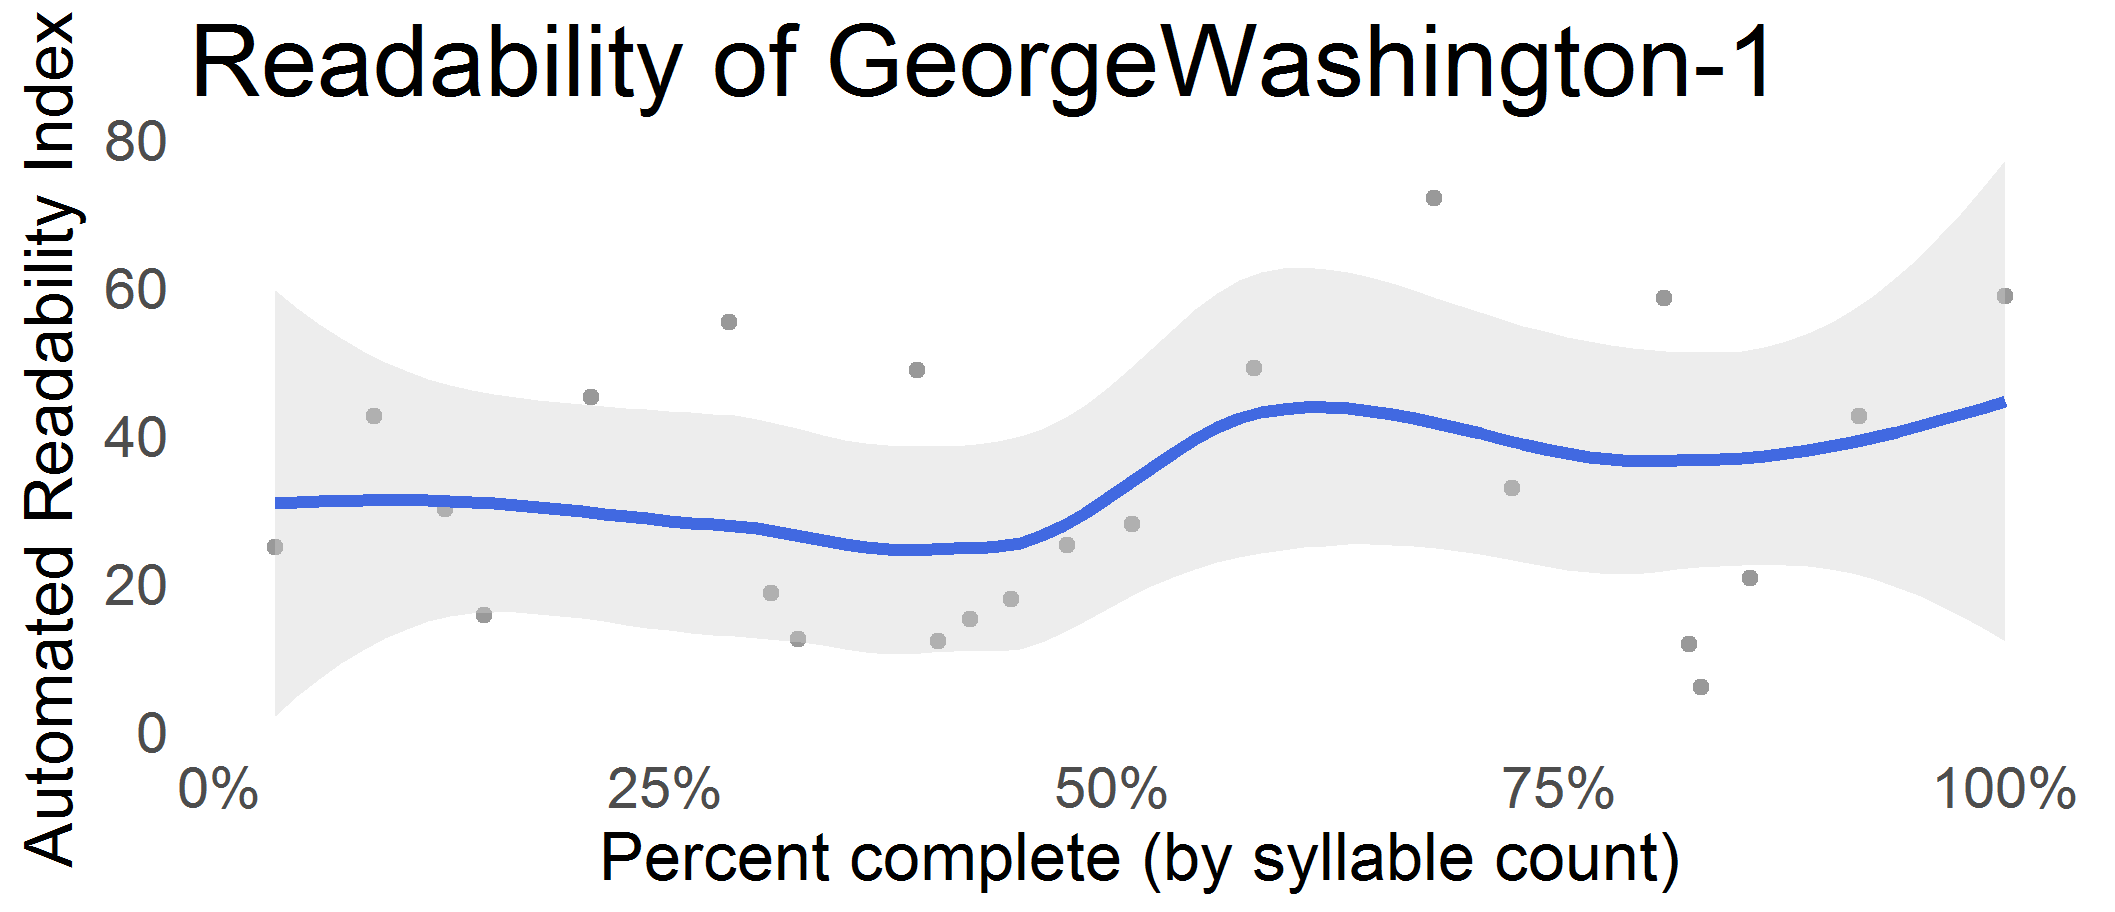 Readability of GeorgeWashington-1
Automated Readability Index
80
60
40
20
0
0% 25% 50% 75% 100%
Percent complete (by syllable count)